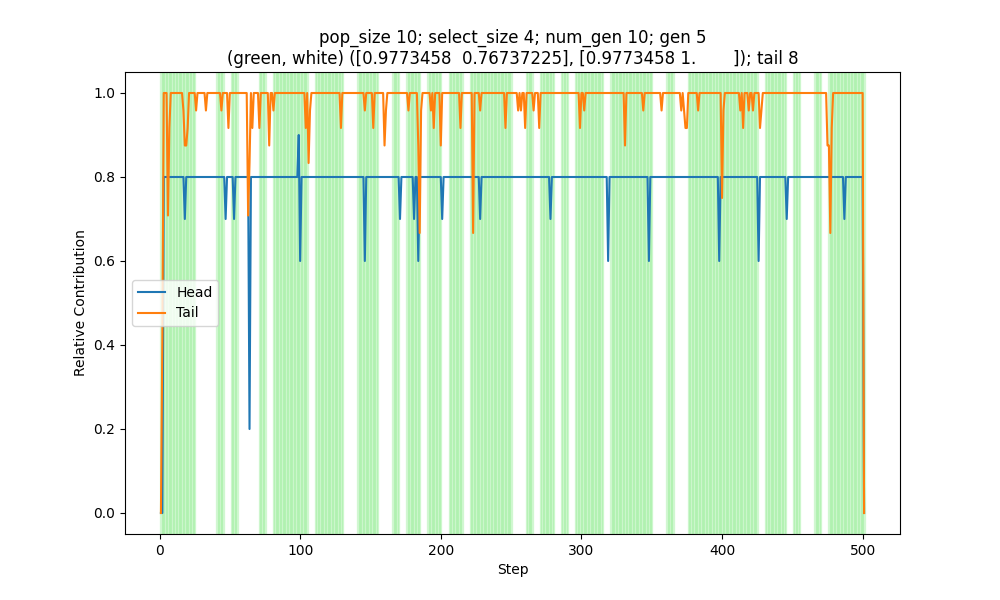 pop_size 10; select_size 4; num_gen 10; gen 5
(green, white) ([0.9773458 0.76737225], [0.9773458 1. ]); tail 8
1.0
0.8
0.6
0.4
0.2
0.0
Relative Contribution
Head
Tail
0 100 200 300 400 500
Step